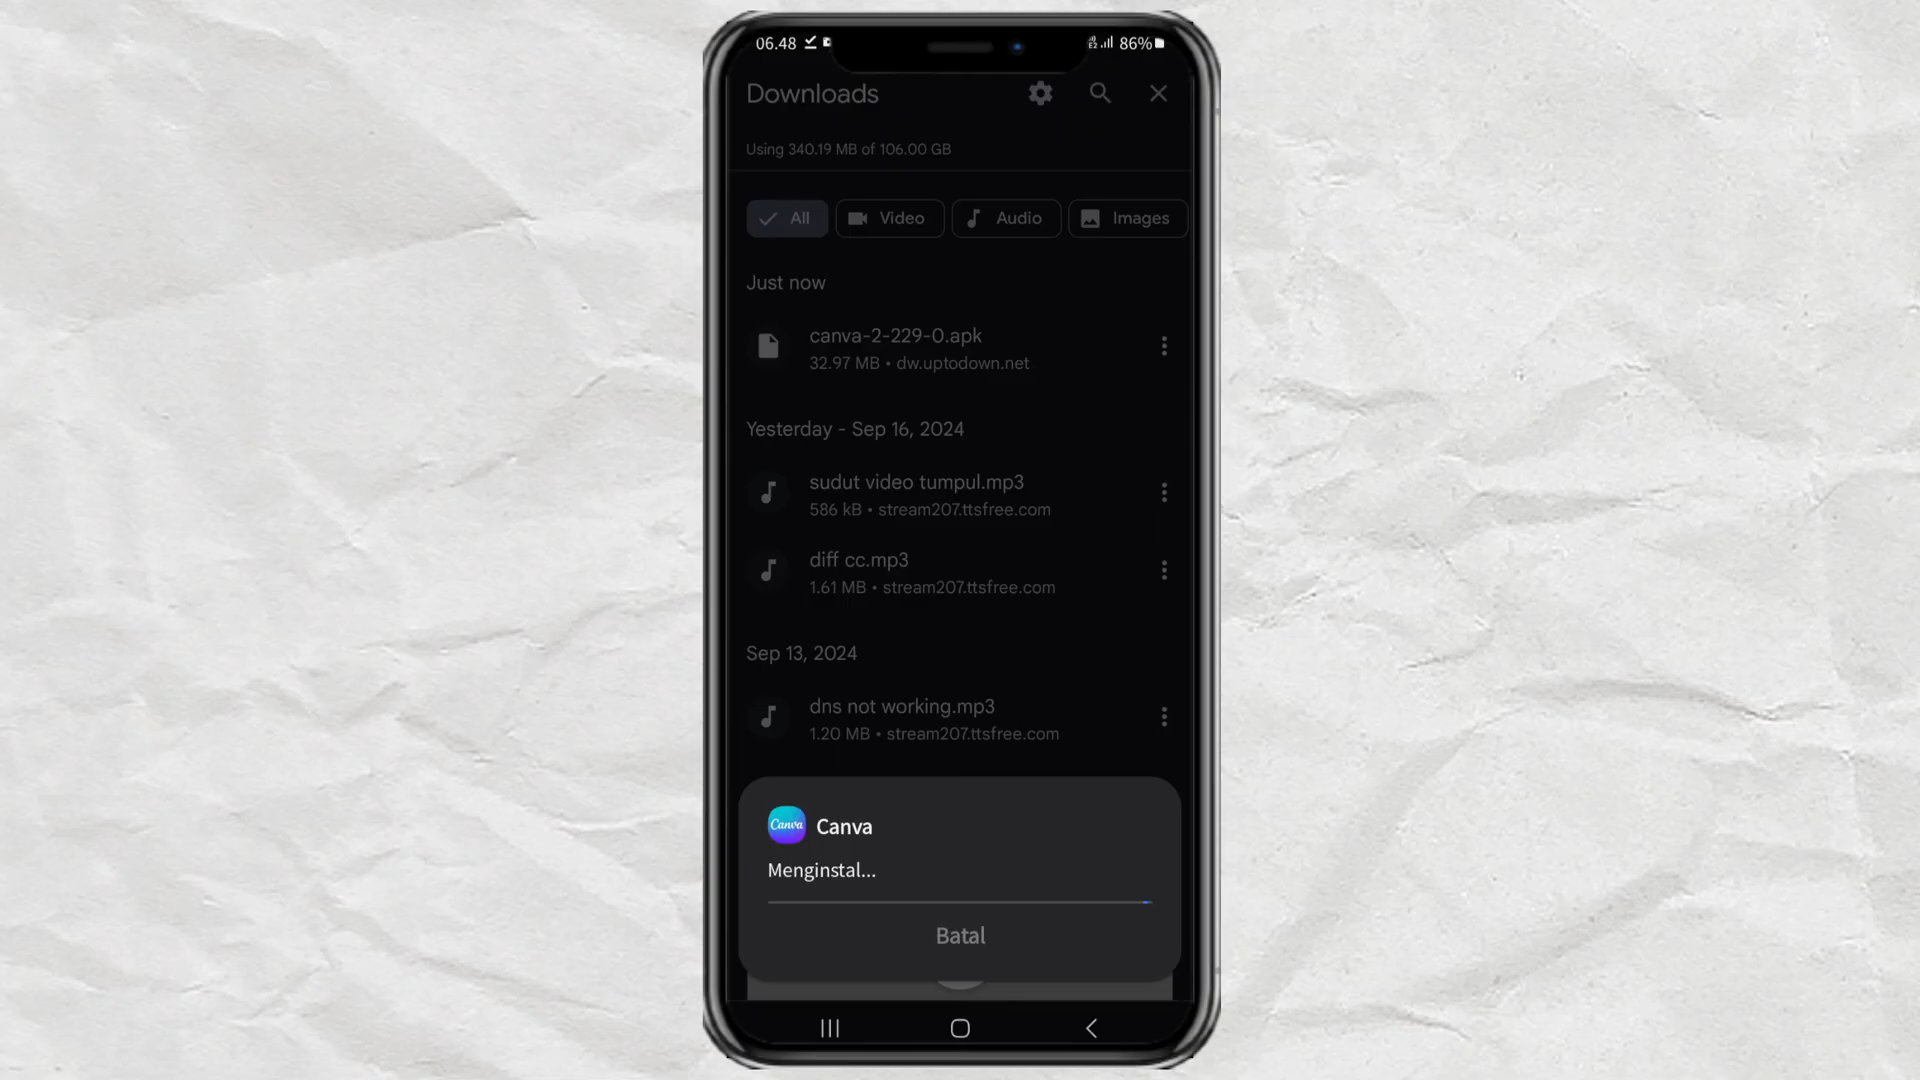 06.48 86%
Downloads
Using 340.19 MB of 106.00 GB
All Video Audio Images
Just now
canva-2-229-0.apk
32.97 MB • dw.uptodown.net
Yesterday - Sep 16, 2024
sudut video tumpul.mp3
586 kB • stream207.ttsfree.com
diff cc.mp3
1.61 MB • stream207.ttsfree.com
Sep 13, 2024
dns not working.mp3
1.20 MB • stream207.ttsfree.com
Canva Canva
Menginstal...
Batal